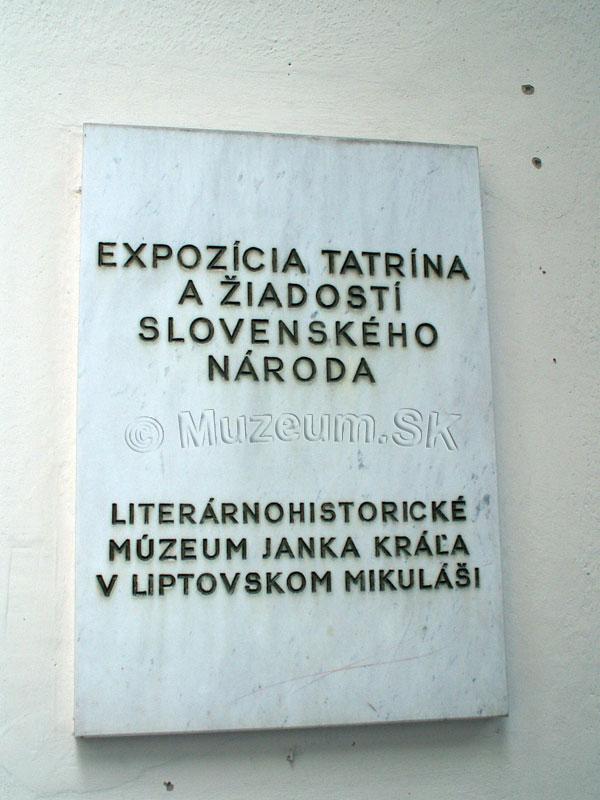 EXPOZÍCIA TATRÍNA
A ŽIADOSTÍ
SLOVENSKÉHO
NÁRODA
© Muzeum.SK
LITERÁRNOHISTORICKÉ
MÚZEUM JANKA KRÁĽA
V LIPTOVSKOM MIKULÁŠI